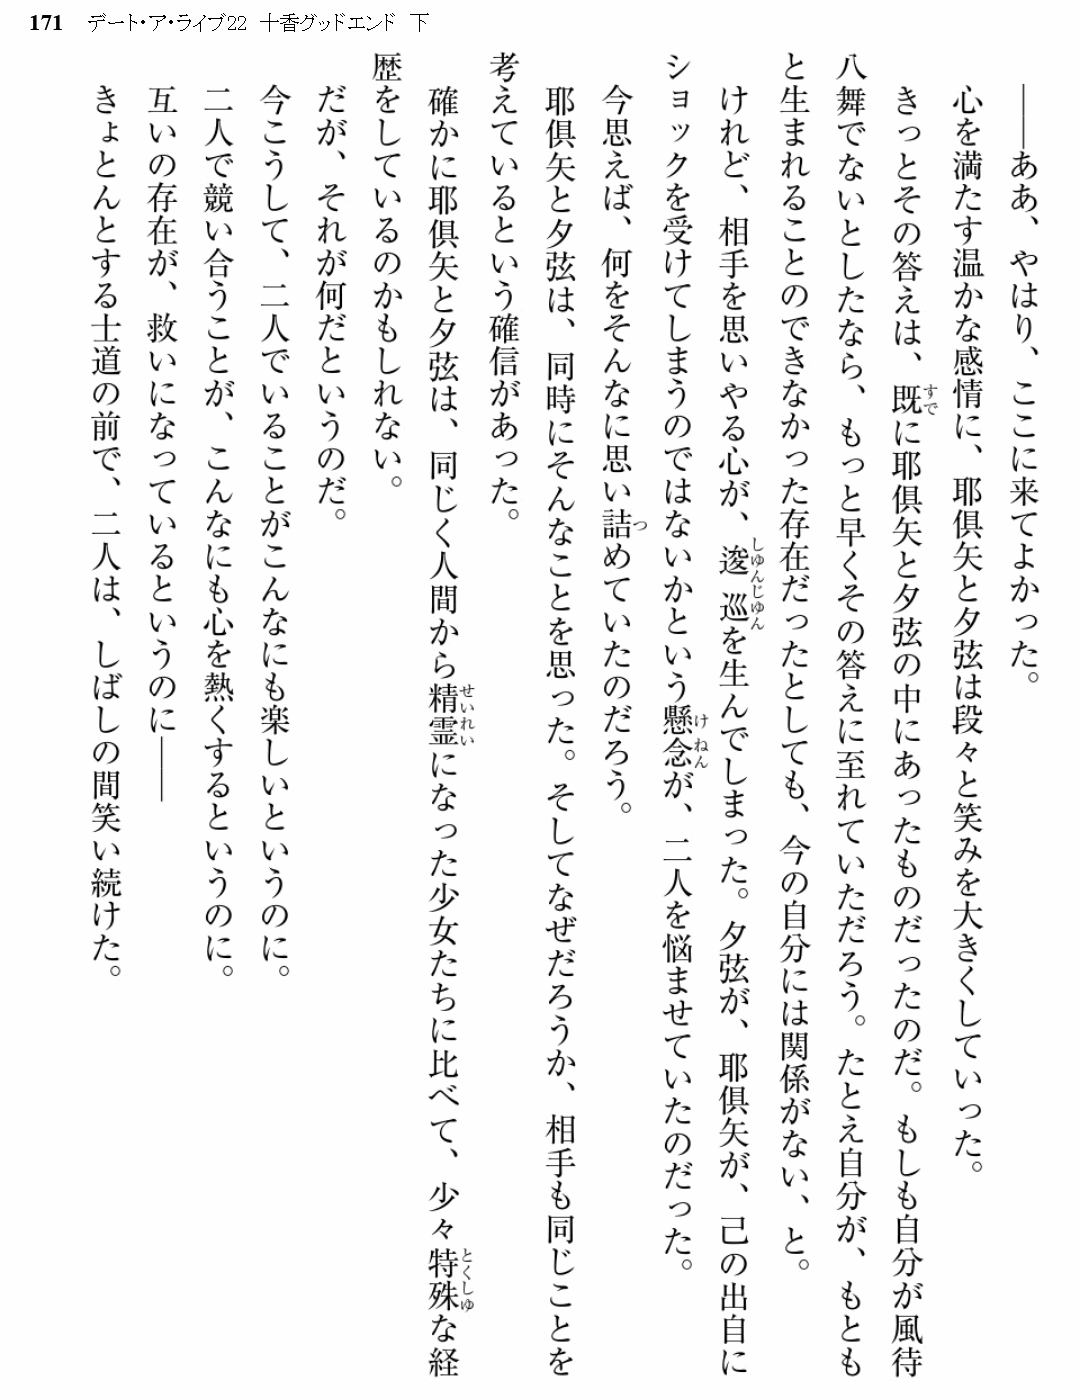 171 デート・ア・ライブ22 十香グッドエンド 下
――ああ、やはり、ここに来てよかった。
心を満たす温かな感情に、耶倶矢と夕弦は段々と笑みを大きくしていった。
きっとその答えは、既に耶倶矢と夕弦の中にあったものだったのだ。もしも自分が風待
八舞でないとしたなら、もっと早くその答えに至れていただろう。たとえ自分が、もとも
と生まれることのできなかった存在だったとしても、今の自分には関係がない、と。
けれど、相手を思いやる心が、逡巡を生んでしまった。夕弦が、耶倶矢が、己の出自に
ショックを受けてしまうのではないかという懸念が、二人を悩ませていたのだった。
今思えば、何をそんなに思い詰めていたのだろう。
耶倶矢と夕弦は、同時にそんなことを思った。そしてなぜだろうか、相手も同じことを
考えているという確信があった。
確かに耶倶矢と夕弦は、同じく人間から精霊になった少女たちに比べて、少々特殊な経
歴をしているのかもしれない。
だが、それが何だというのだ。
今こうして、二人でいることがこんなにも楽しいというのに。
二人で競い合うことが、こんなにも心を熱くするというのに。
互いの存在が、救いになっているというのに――
きょとんとする士道の前で、二人は、しばしの間笑い続けた。